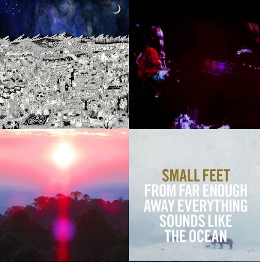 SMALL FEET
FROM FAR ENOUGH
AWAY EVERYTHING
SOUNDS LIKE
THE OCEAN